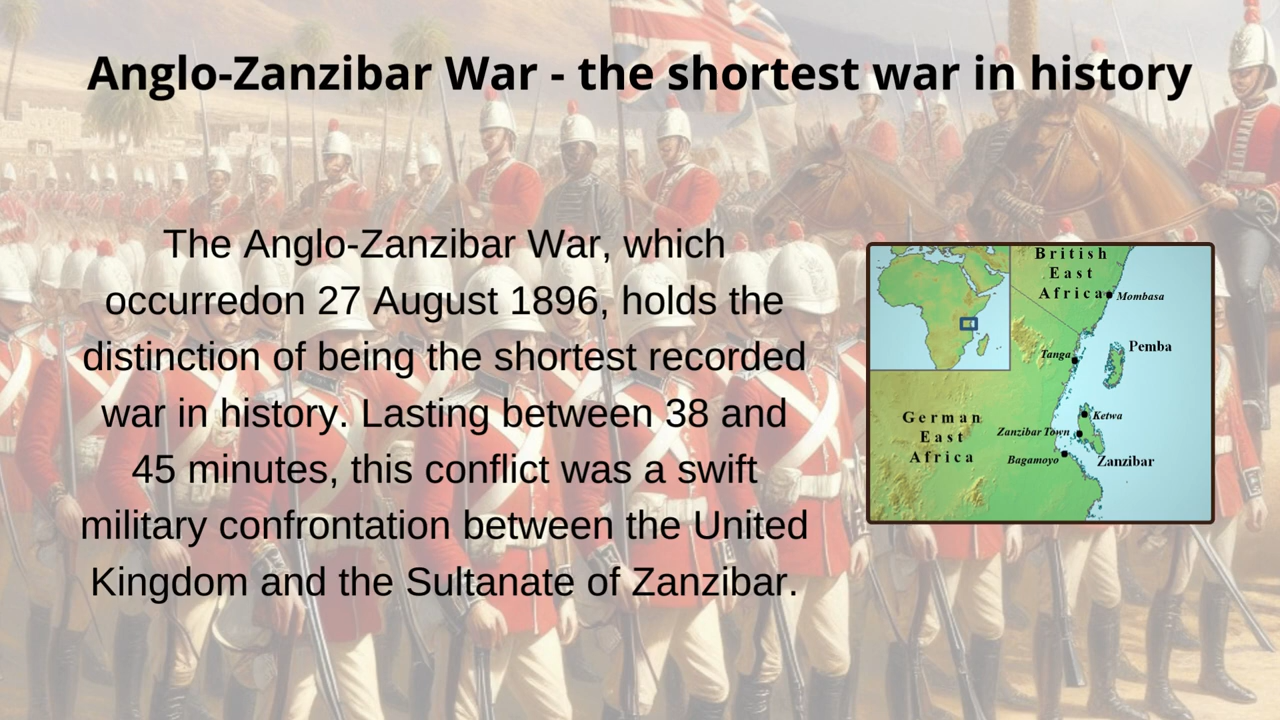 Anglo-Zanzibar War - the shortest war in history
The Anglo-Zanzibar War, which
occurredon 27 August 1896, holds the
distinction of being the shortest recorded
war in history. Lasting between 38 and
45 minutes, this conflict was a swift
military confrontation between the United
Kingdom and the Sultanate of Zanzibar.
British
East
Africa
Mombasa
Tanga
Pemba
Ketwa
German
East
Africa
Zanzibar Town
Bagamoyo
Zanzibar